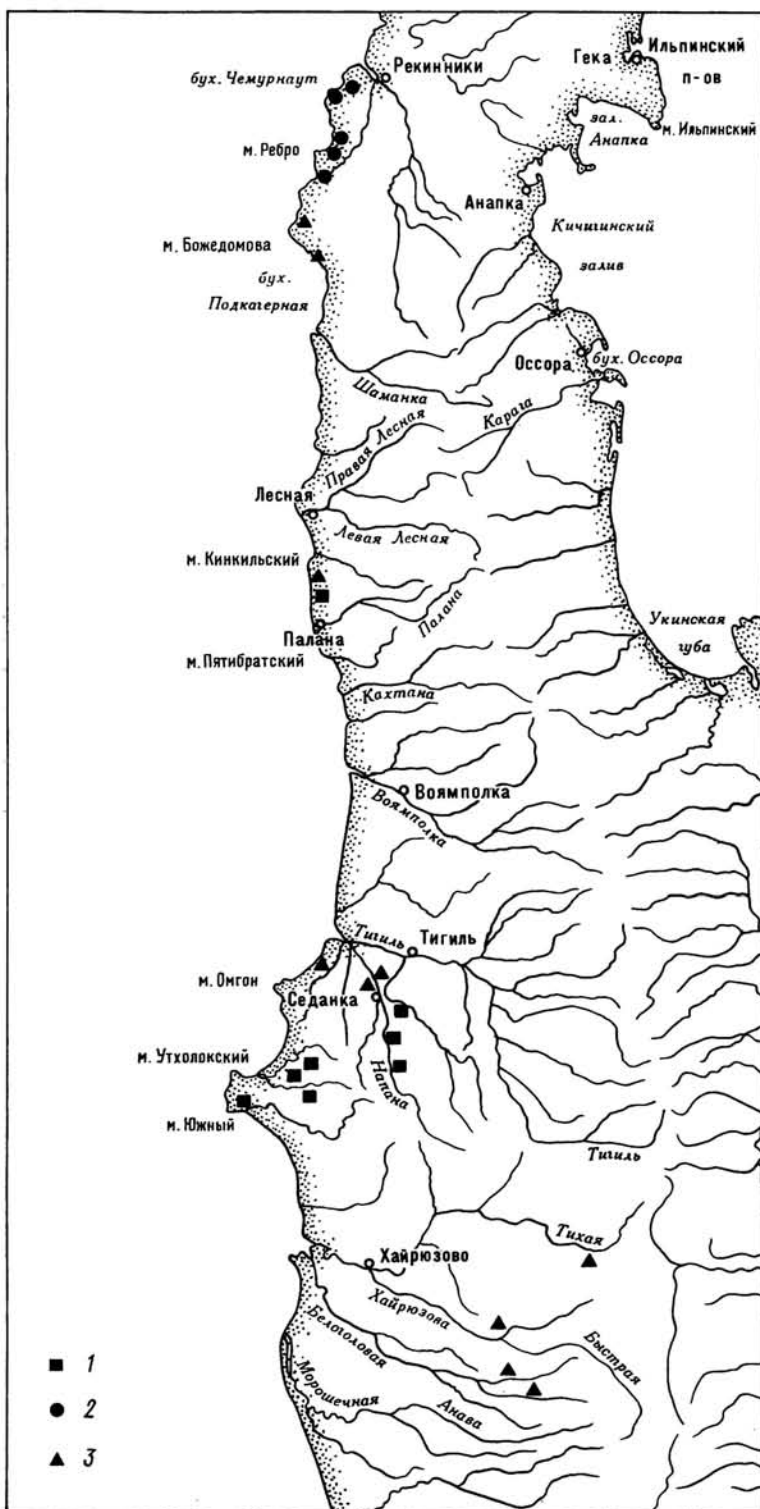 Ильпинский
Гека
п-ов
Рекинники
бух. Чемурнаут
зал.
Анапка
м. Ильпинский
м. Ребро
Анапка
Кичигинский
залив
м. Божедомова
бух.
Подкагерная
Оссора
бух. Оссора
Шаманка
Карага
Правая Лесная
Лесная
Левая Лесная
м. Кинкильский
Палана
Палана
м. Пятибратский
Укинская
губа
Кахтана
Воямполка
Воямполка
Тигиль
Тигиль
м. Омгон
Седанка
м. Утхолокский
Напана
м. Южный
Тигиль
Тихая
Хайрюзово
Хайрюзова
Быстрая
Белоголовая
Морошечная
Анава
1
2
3